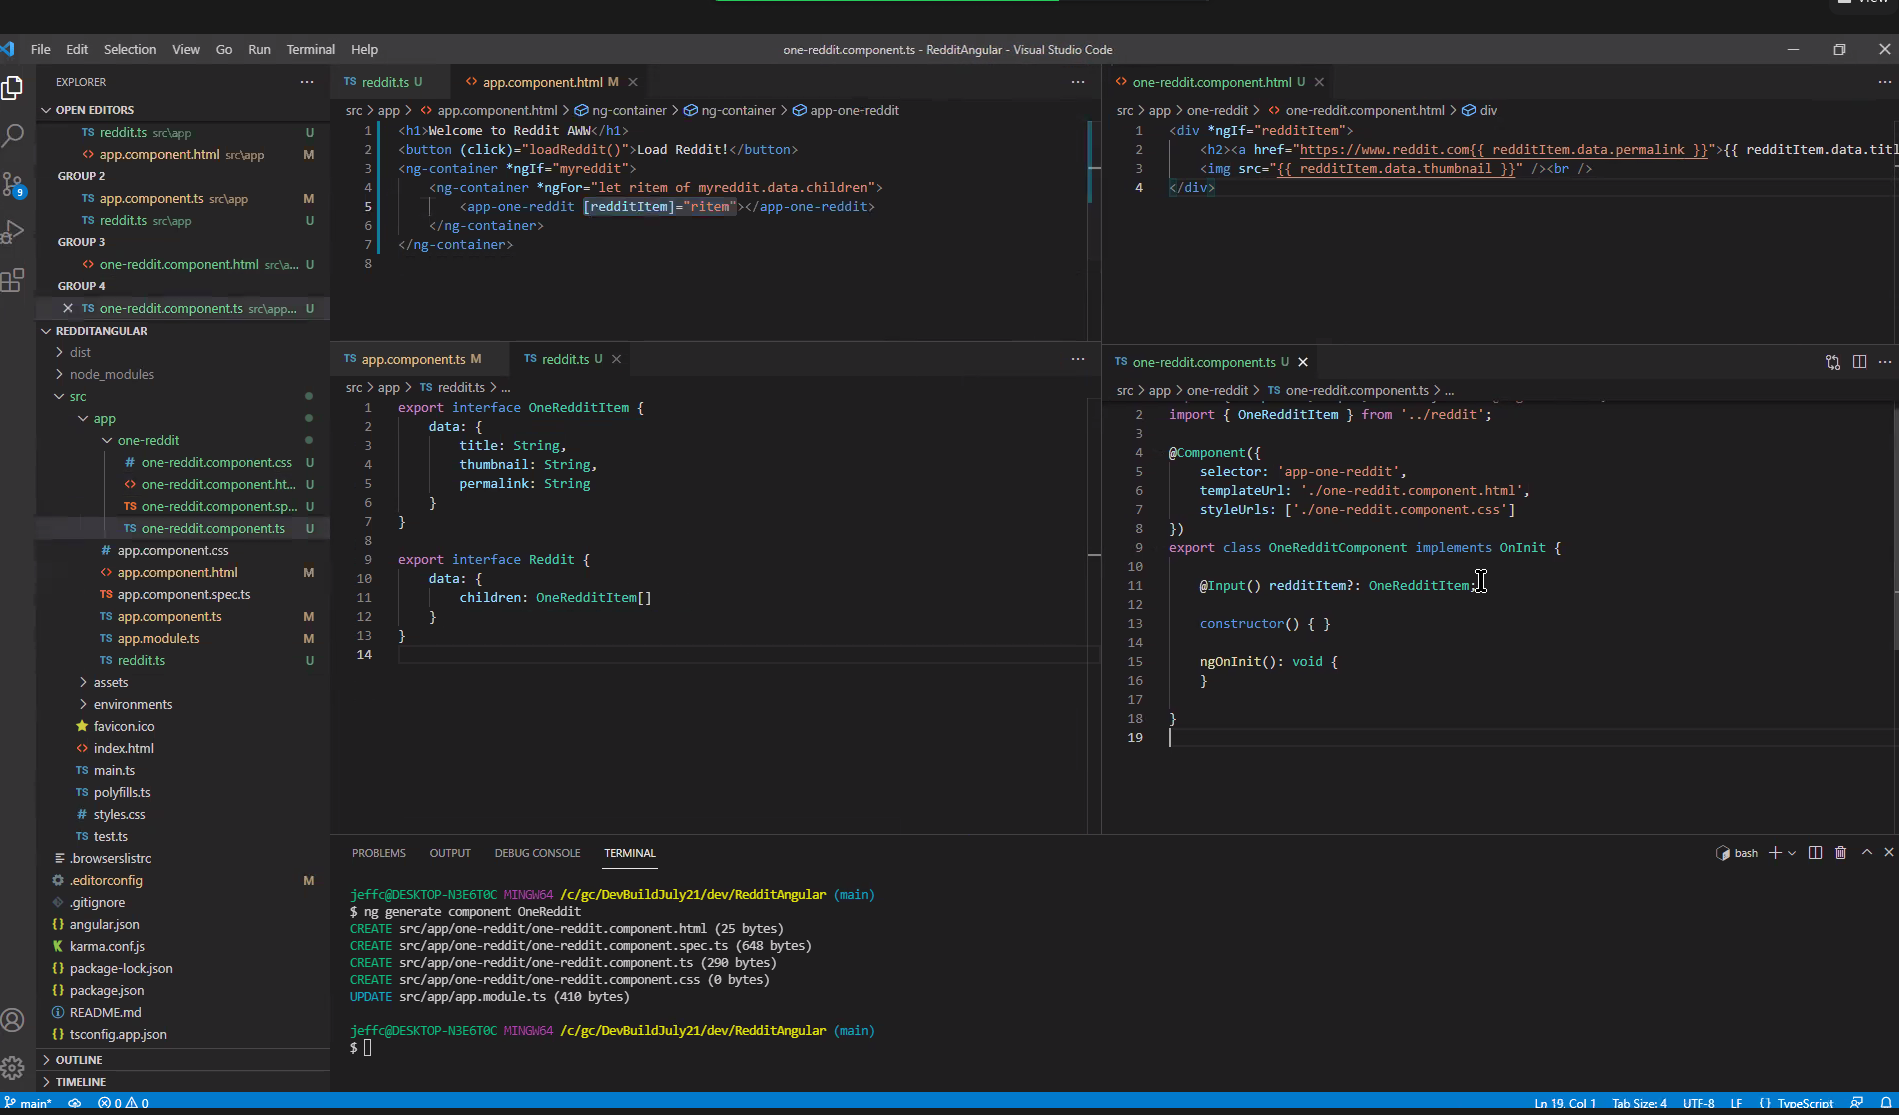 View
File Edit Selection View Go Run Terminal Help
one-reddit.component.ts - RedditAngular - Visual Studio Code
EXPLORER
OPEN EDITORS
reddit.ts src\app U
app.component.html src\app M
GROUP 2
app.component.ts src\app M
reddit.ts src\app U
GROUP 3
one-reddit.component.html src\a... U
GROUP 4
one-reddit.component.ts src\app... U
REDDITANGULAR
dist
node_modules
src
app
one-reddit
one-reddit.component.css U
one-reddit.component.ht... U
one-reddit.component.sp... U
one-reddit.component.ts U
app.component.css
app.component.html M
app.component.spec.ts
app.component.ts M
app.module.ts M
reddit.ts U
assets
environments
favicon.ico
index.html
main.ts
polyfills.ts
styles.css
test.ts
.browserslistrc
.editorconfig M
.gitignore
angular.json
karma.conf.js
package-lock.json
package.json
README.md
tsconfig.app.json
OUTLINE
TIMELINE
9
TS reddit.ts U app.component.html M
src > app > app.component.html > ng-container > ng-container > app-one-reddit
1 <h1>Welcome to Reddit AWW</h1>
2 <button (click)="loadReddit()">Load Reddit!</button>
3 <ng-container *ngIf="myreddit">
4 <ng-container *ngFor="let ritem of myreddit.data.children">
5 <app-one-reddit [redditItem]="ritem"></app-one-reddit>
6 </ng-container>
7 </ng-container>
8
one-reddit.component.html U
src > app > one-reddit > one-reddit.component.html > div
1 <div *ngIf="redditItem">
2 <h2><a href="https://www.reddit.com{{ redditItem.data.permalink }}">{{ redditItem.data.titl
3 <img src="{{ redditItem.data.thumbnail }}" /><br />
4 </div>
TS app.component.ts M TS reddit.ts U
src > app > TS reddit.ts > ...
1 export interface OneRedditItem {
2 data: {
3 title: String,
4 thumbnail: String,
5 permalink: String
6 }
7 }
8
9 export interface Reddit {
10 data: {
11 children: OneRedditItem[]
12 }
13 }
14
TS one-reddit.component.ts U
src > app > one-reddit > TS one-reddit.component.ts > ...
2 import { OneRedditItem } from '../reddit';
3
4 @Component({
5 selector: 'app-one-reddit',
6 templateUrl: './one-reddit.component.html',
7 styleUrls: ['./one-reddit.component.css']
8 })
9 export class OneRedditComponent implements OnInit {
10
11 @Input() redditItem?: OneRedditItem;
12
13 constructor() { }
14
15 ngOnInit(): void {
16 }
17
18 }
19
PROBLEMS OUTPUT DEBUG CONSOLE TERMINAL
bash
jeffc@DESKTOP-N3E6T0C MINGW64 /c/gc/DevBuildJuly21/dev/RedditAngular (main)
$ ng generate component OneReddit
CREATE src/app/one-reddit/one-reddit.component.html (25 bytes)
CREATE src/app/one-reddit/one-reddit.component.spec.ts (648 bytes)
CREATE src/app/one-reddit/one-reddit.component.ts (290 bytes)
CREATE src/app/one-reddit/one-reddit.component.css (0 bytes)
UPDATE src/app/app.module.ts (410 bytes)
jeffc@DESKTOP-N3E6T0C MINGW64 /c/gc/DevBuildJuly21/dev/RedditAngular (main)
$
main* 0 0
Ln 19, Col 1 Tab Size: 4 UTF-8 LF {} TypeScript